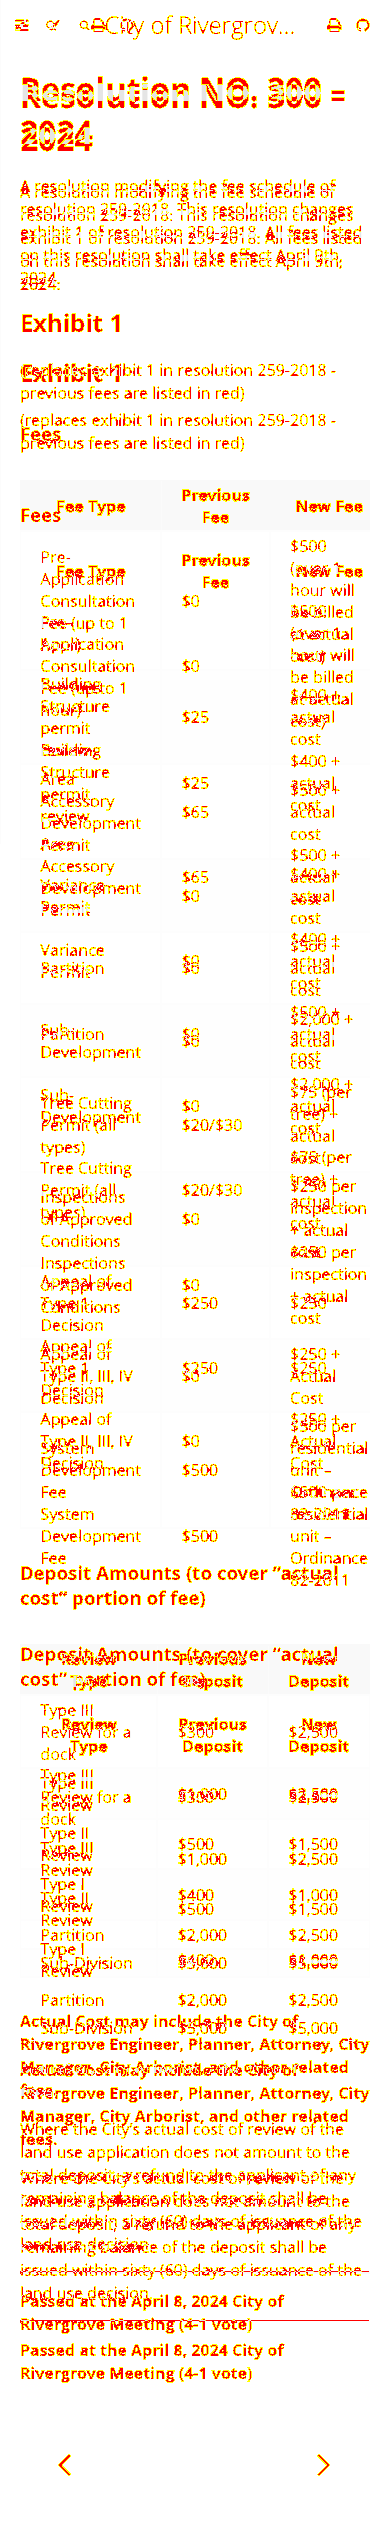 City of Rivergrov...
Resolution NO. 300 =
2024
A resolution modifying the fee schedule of
resolution 259-2018. This resolution changes
exhibit 1 of resolution 259-2018. All fees listed
on this resolution shall take effect April 9th,
2024.
Exhibit 1
(replaces exhibit 1 in resolution 259-2018 -
previous fees are listed in red)
Fees
Fee Type
Previous
Fee
New Fee
Pre-
Application
Consultation
Fee (up to 1
hour)
$0
$500
(over 1
hour will
be billed
at actual
cost)
Building
Structure
permit
$25
$400 +
actual
cost
Accessory
Development
Permit
$65
$500 +
actual
cost
Variance
Permit
$0
$400 +
actual
cost
Partition
$0
$500 +
actual
cost
Sub-
Development
$0
$2,000 +
actual
cost
Tree Cutting
Permit (all
types)
$20/$30
$75 (per
tree) +
actual
cost
Inspections
of Approved
Conditions
$0
$250 per
inspection
+ actual
cost
Appeal of
Type 1
Decision
$250
$250
Appeal of
Type II, III, IV
Decision
$0
$250 +
Actual
Cost
System
Development
Fee
$500
$500 per
residential
unit –
Ordinance
82-2011
Deposit Amounts (to cover “actual
cost” portion of fee)
Review
Type
Previous
Deposit
New
Deposit
Type III
Review for a
dock
$300
$2,500
Type III
Review
$1,000
$2,500
Type II
Review
$500
$1,500
Type I
Review
$400
$1,000
Partition
$2,000
$2,500
Sub-Division
$5,000
$5,000
Actual Cost may include the City of
Rivergrove Engineer, Planner, Attorney, City
Manager, City Arborist, and other related
fees.
Where the City’s actual cost of review of the
land use application does not amount to the
total deposit, a refund to the applicant of any
remaining balance of the deposit shall be
issued within sixty (60) days of issuance of the
land use decision.
Passed at the April 8, 2024 City of
Rivergrove Meeting (4-1 vote)